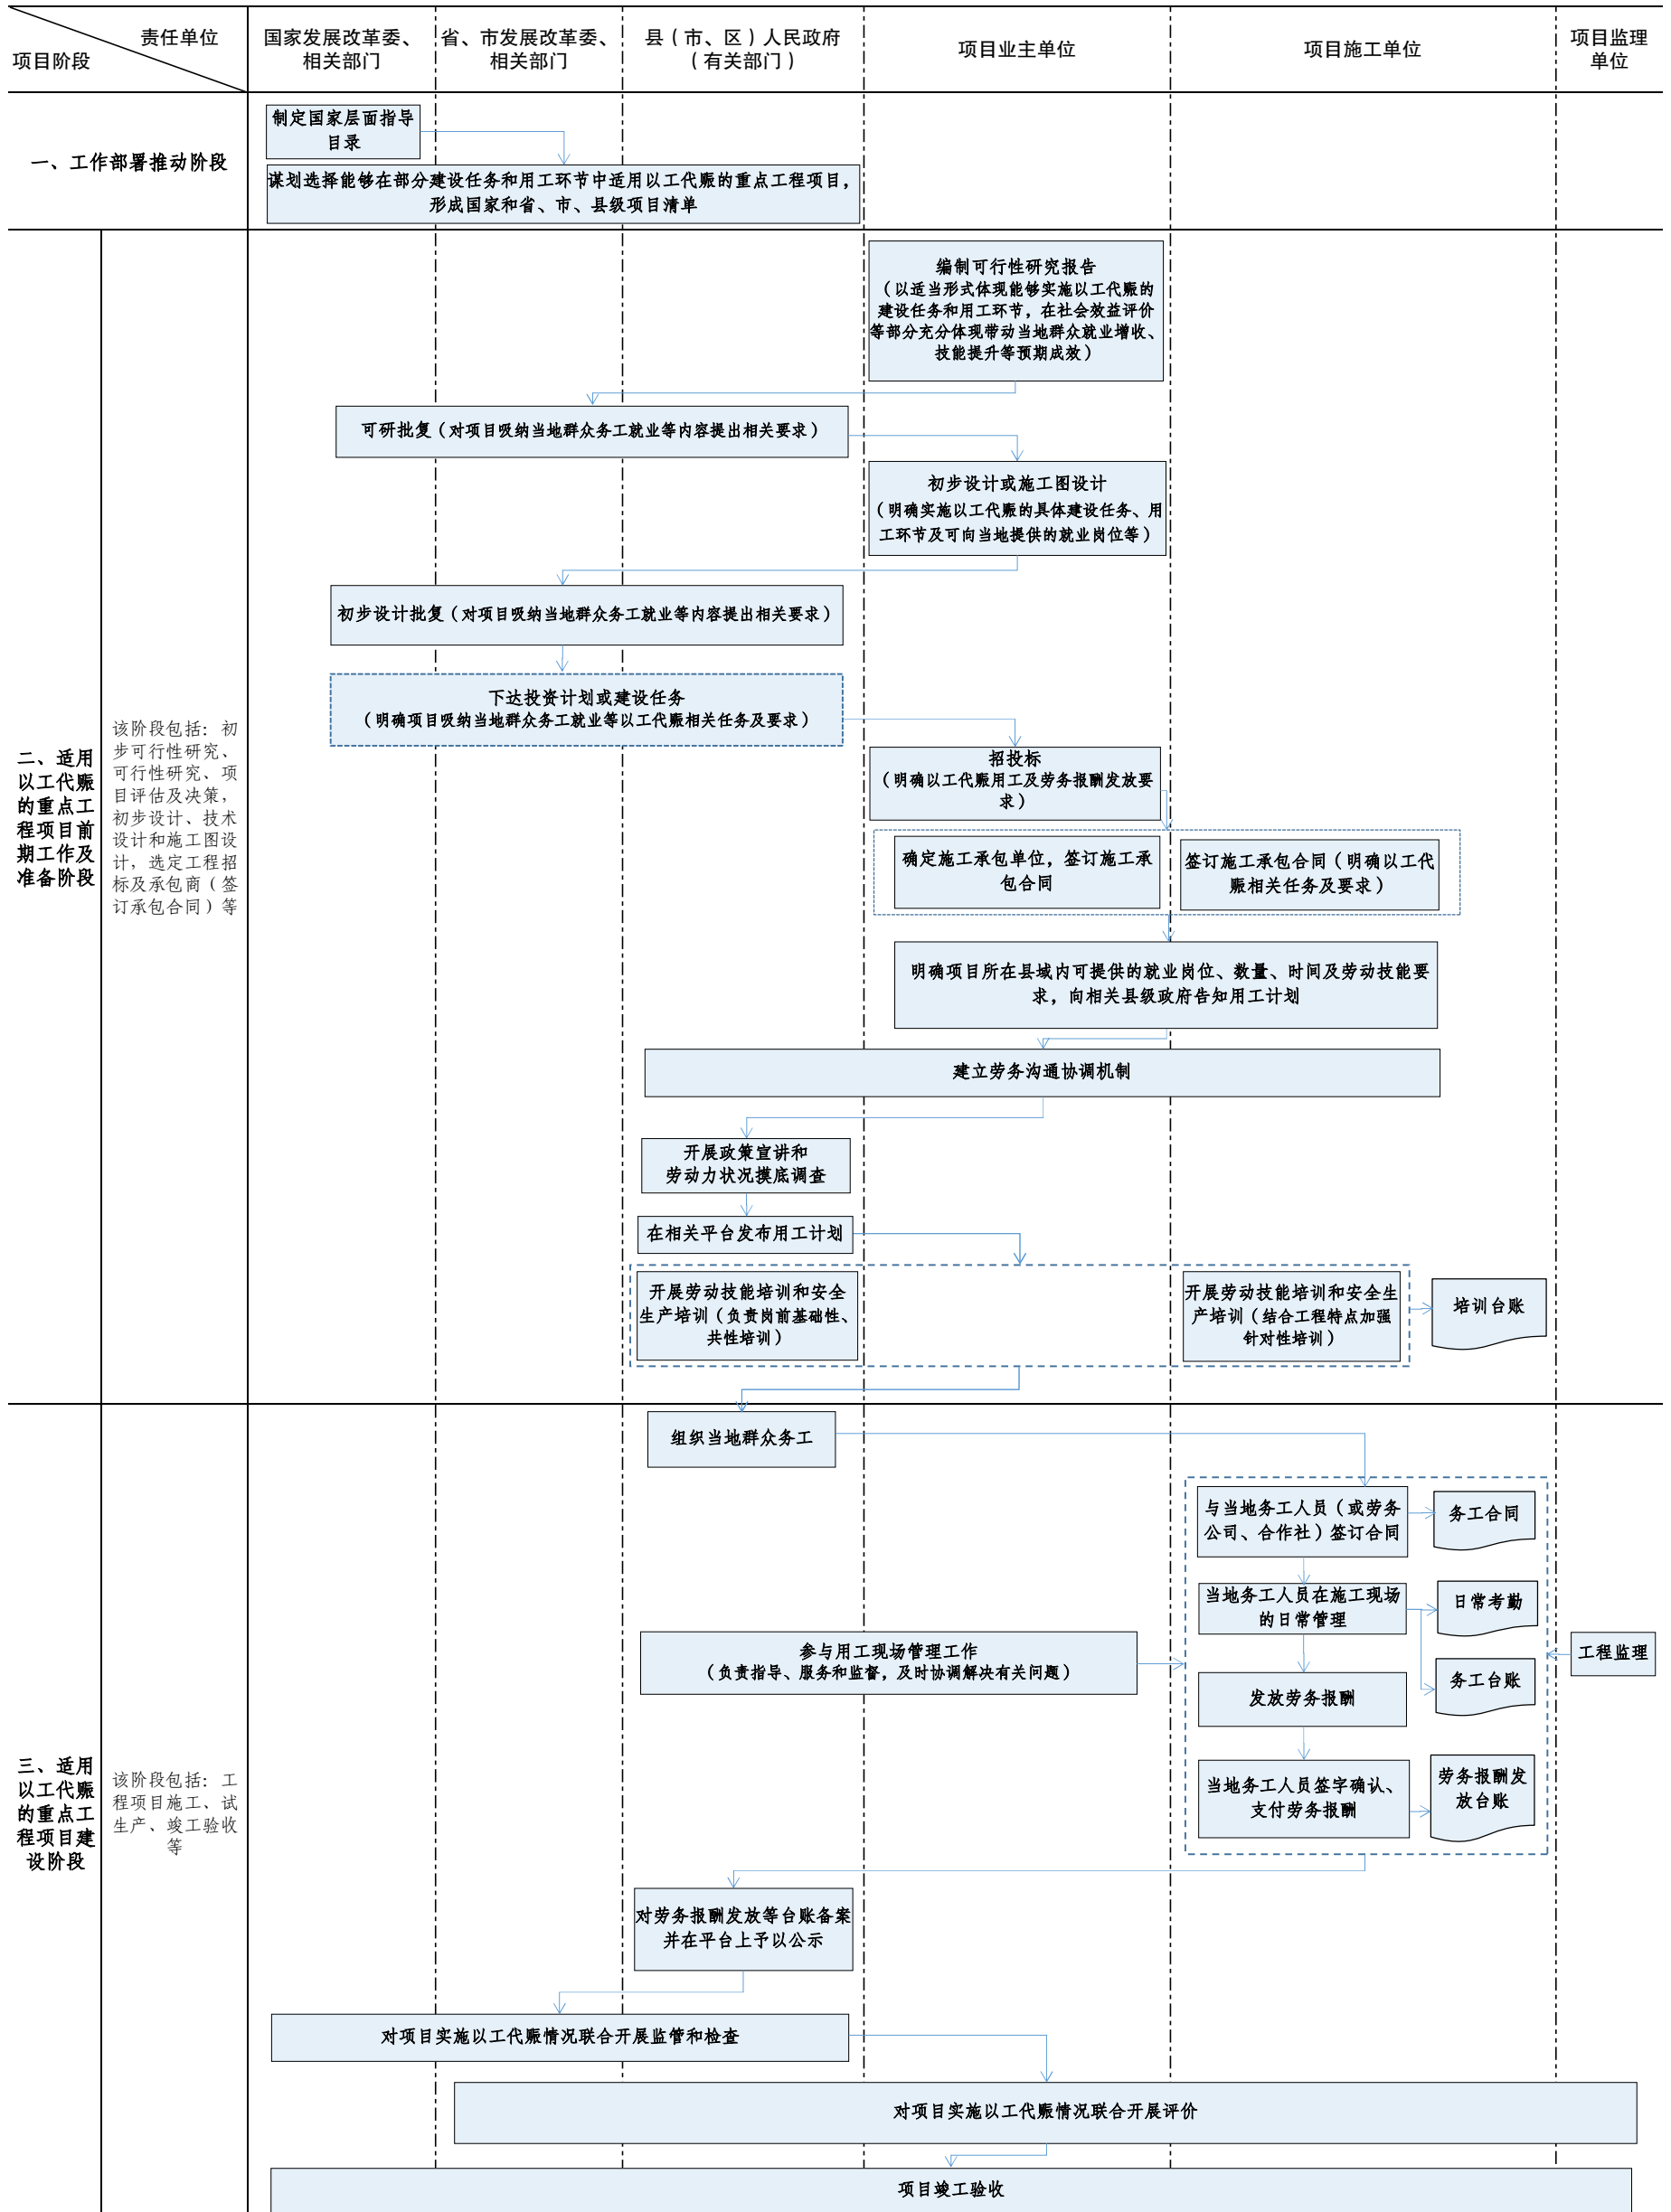 责任单位
项目阶段
国家发展改革委、
相关部门
省、市发展改革委、
相关部门
县（市、区）人民政府
（有关部门）
项目业主单位
项目施工单位
项目监理
单位
一、工作部署推动阶段
制定国家层面指导
目录
谋划选择能够在部分建设任务和用工环节中适用以工代赈的重点工程项目，
形成国家和省、市、县级项目清单
二、适用
以工代赈
的重点工
程项目前
期工作及
准备阶段
该阶段包括：初
步可行性研究、
可行性研究、项
目评估及决策，
初步设计、技术
设计和施工图设
计，选定工程招
标及承包商（签
订承包合同）等
编制可行性研究报告
（以适当形式体现能够实施以工代赈的
建设任务和用工环节，在社会效益评价
等部分充分体现带动当地群众就业增收、
技能提升等预期成效）
可研批复（对项目吸纳当地群众务工就业等内容提出相关要求）
初步设计或施工图设计
（明确实施以工代赈的具体建设任务、用
工环节及可向当地提供的就业岗位等）
初步设计批复（对项目吸纳当地群众务工就业等内容提出相关要求）
下达投资计划或建设任务
（明确项目吸纳当地群众务工就业等以工代赈相关任务及要求）
招投标
（明确以工代赈用工及劳务报酬发放要
求）
确定施工承包单位，签订施工承
包合同
签订施工承包合同（明确以工代
赈相关任务及要求）
明确项目所在县域内可提供的就业岗位、数量、时间及劳动技能要
求，向相关县级政府告知用工计划
建立劳务沟通协调机制
开展政策宣讲和
劳动力状况摸底调查
在相关平台发布用工计划
开展劳动技能培训和安全
生产培训（负责岗前基础性、
共性培训）
开展劳动技能培训和安全生
产培训（结合工程特点加强
针对性培训）
培训台账
三、适用
以工代赈
的重点工
程项目建
设阶段
该阶段包括：工
程项目施工、试
生产、竣工验收
等
组织当地群众务工
与当地务工人员（或劳务
公司、合作社）签订合同
务工合同
当地务工人员在施工现场
的日常管理
日常考勤
参与用工现场管理工作
（负责指导、服务和监督，及时协调解决有关问题）
工程监理
发放劳务报酬
务工台账
当地务工人员签字确认、
支付劳务报酬
劳务报酬发
放台账
对劳务报酬发放等台账备案
并在平台上予以公示
对项目实施以工代赈情况联合开展监管和检查
对项目实施以工代赈情况联合开展评价
项目竣工验收